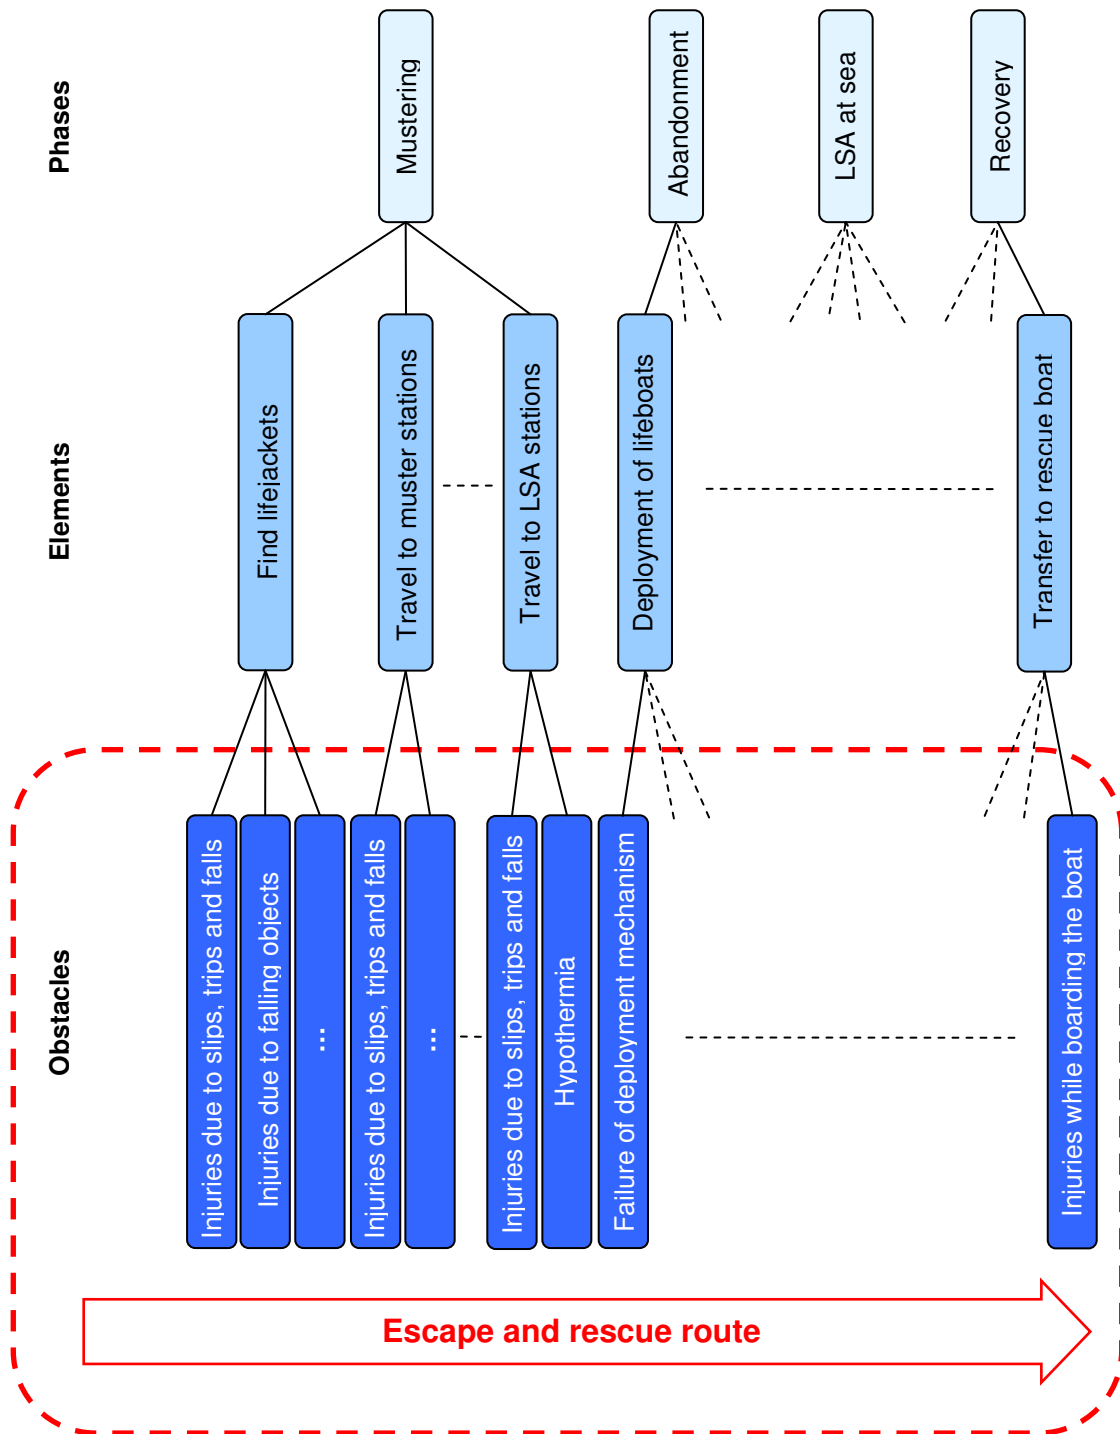 Phases
Mustering
Abandonment
LSA at sea
Recovery
Elements
Find lifejackets
Travel to muster stations
Travel to LSA stations
Deployment of lifeboats
Transfer to rescue boat
Obstacles
Injuries due to slips, trips and falls
Injuries due to falling objects
...
Injuries due to slips, trips and falls
...
Injuries due to slips, trips and falls
Hypothermia
Failure of deployment mechanism
Injuries while boarding the boat
Escape and rescue route